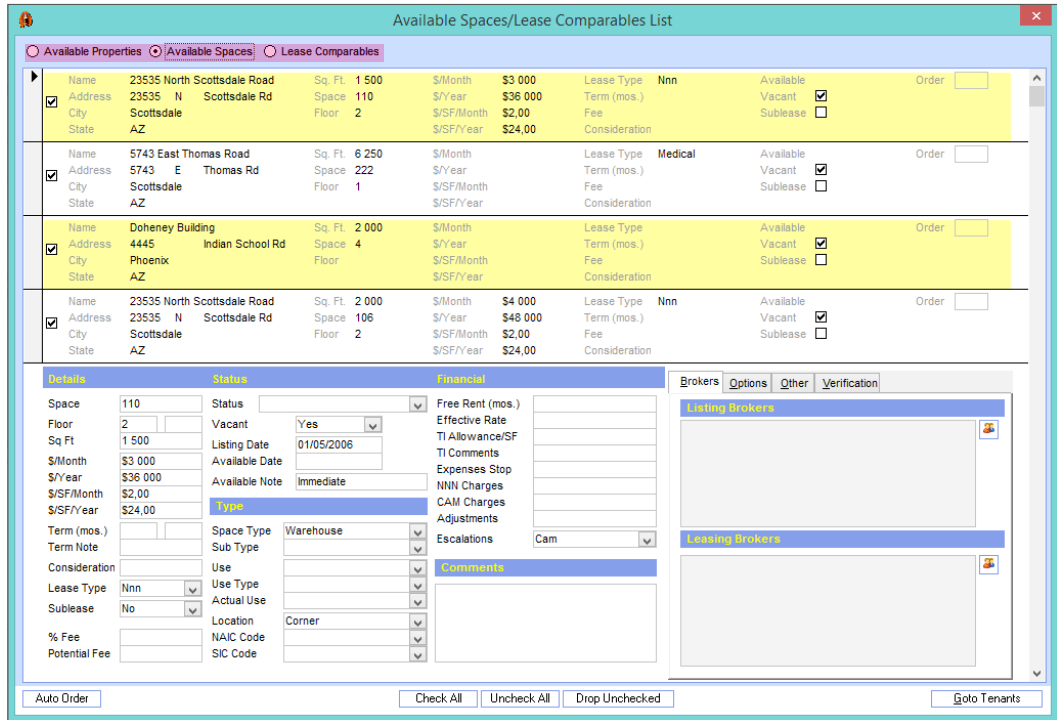 Available Spaces/Lease Comparables List
Available Properties Available Spaces Lease Comparables
Name 23535 North Scottsdale Road Sq. Ft. 1 500 $/Month $3 000 Lease Type Nnn Available Order
Address 23535 N Scottsdale Rd Space 110 $/Year $36 000 Term (mos.) Vacant
City Scottsdale Floor 2 $/SF/Month $2,00 Fee Sublease
State AZ $/SF/Year $24,00 Consideration
Name 5743 East Thomas Road Sq. Ft. 6 250 $/Month Lease Type Medical Available Order
Address 5743 E Thomas Rd Space 222 $/Year Term (mos.) Vacant
City Scottsdale Floor 1 $/SF/Month Fee Sublease
State AZ $/SF/Year Consideration
Name Doheney Building Sq. Ft. 2 000 $/Month Lease Type Available Order
Address 4445 Indian School Rd Space 4 $/Year Term (mos.) Vacant
City Phoenix Floor $/SF/Month Fee Sublease
State AZ $/SF/Year Consideration
Name 23535 North Scottsdale Road Sq. Ft. 2 000 $/Month $4 000 Lease Type Nnn Available Order
Address 23535 N Scottsdale Rd Space 106 $/Year $48 000 Term (mos.) Vacant
City Scottsdale Floor 2 $/SF/Month $2,00 Fee Sublease
State AZ $/SF/Year $24,00 Consideration
Details
Space 110
Floor 2
Sq Ft 1 500
$/Month $3 000
$/Year $36 000
$/SF/Month $2,00
$/SF/Year $24,00
Term (mos.)
Term Note
Consideration
Lease Type Nnn
Sublease No
% Fee
Potential Fee
Status
Status
Vacant Yes
Listing Date 01/05/2006
Available Date
Available Note Immediate
Type
Space Type Warehouse
Sub Type
Use
Use Type
Actual Use
Location Corner
NAIC Code
SIC Code
Financial
Free Rent (mos.)
Effective Rate
TI Allowance/SF
TI Comments
Expenses Stop
NNN Charges
CAM Charges
Adjustments
Escalations Cam
Comments
Brokers Options Other Verification
Listing Brokers
Leasing Brokers
Auto Order Check All Uncheck All Drop Unchecked Goto Tenants